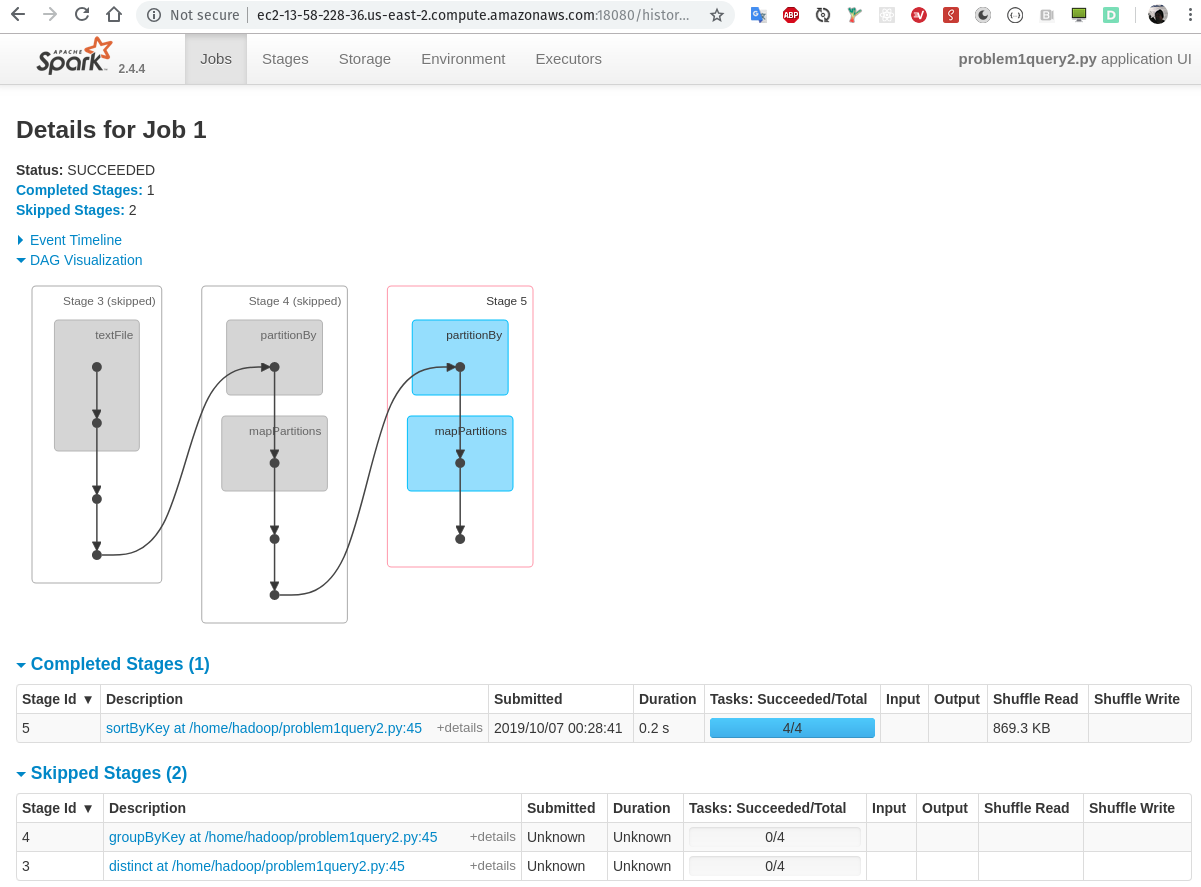 Not secure ec2-13-58-228-36.us-east-2.compute.amazonaws.com:18080/histor...
APACHE Spark 2.4.4 Jobs Stages Storage Environment Executors problem1query2.py application UI
Details for Job 1
Status: SUCCEEDED
Completed Stages: 1
Skipped Stages: 2
Event Timeline
DAG Visualization
Stage 3 (skipped) Stage 4 (skipped) Stage 5
textFile partitionBy partitionBy
mapPartitions mapPartitions
Completed Stages (1)
Stage Id ▼ Description Submitted Duration Tasks: Succeeded/Total Input Output Shuffle Read Shuffle Write
5 sortByKey at /home/hadoop/problem1query2.py:45 +details 2019/10/07 00:28:41 0.2 s 4/4 869.3 KB
Skipped Stages (2)
Stage Id ▼ Description Submitted Duration Tasks: Succeeded/Total Input Output Shuffle Read Shuffle Write
4 groupByKey at /home/hadoop/problem1query2.py:45 +details Unknown Unknown 0/4
3 distinct at /home/hadoop/problem1query2.py:45 +details Unknown Unknown 0/4